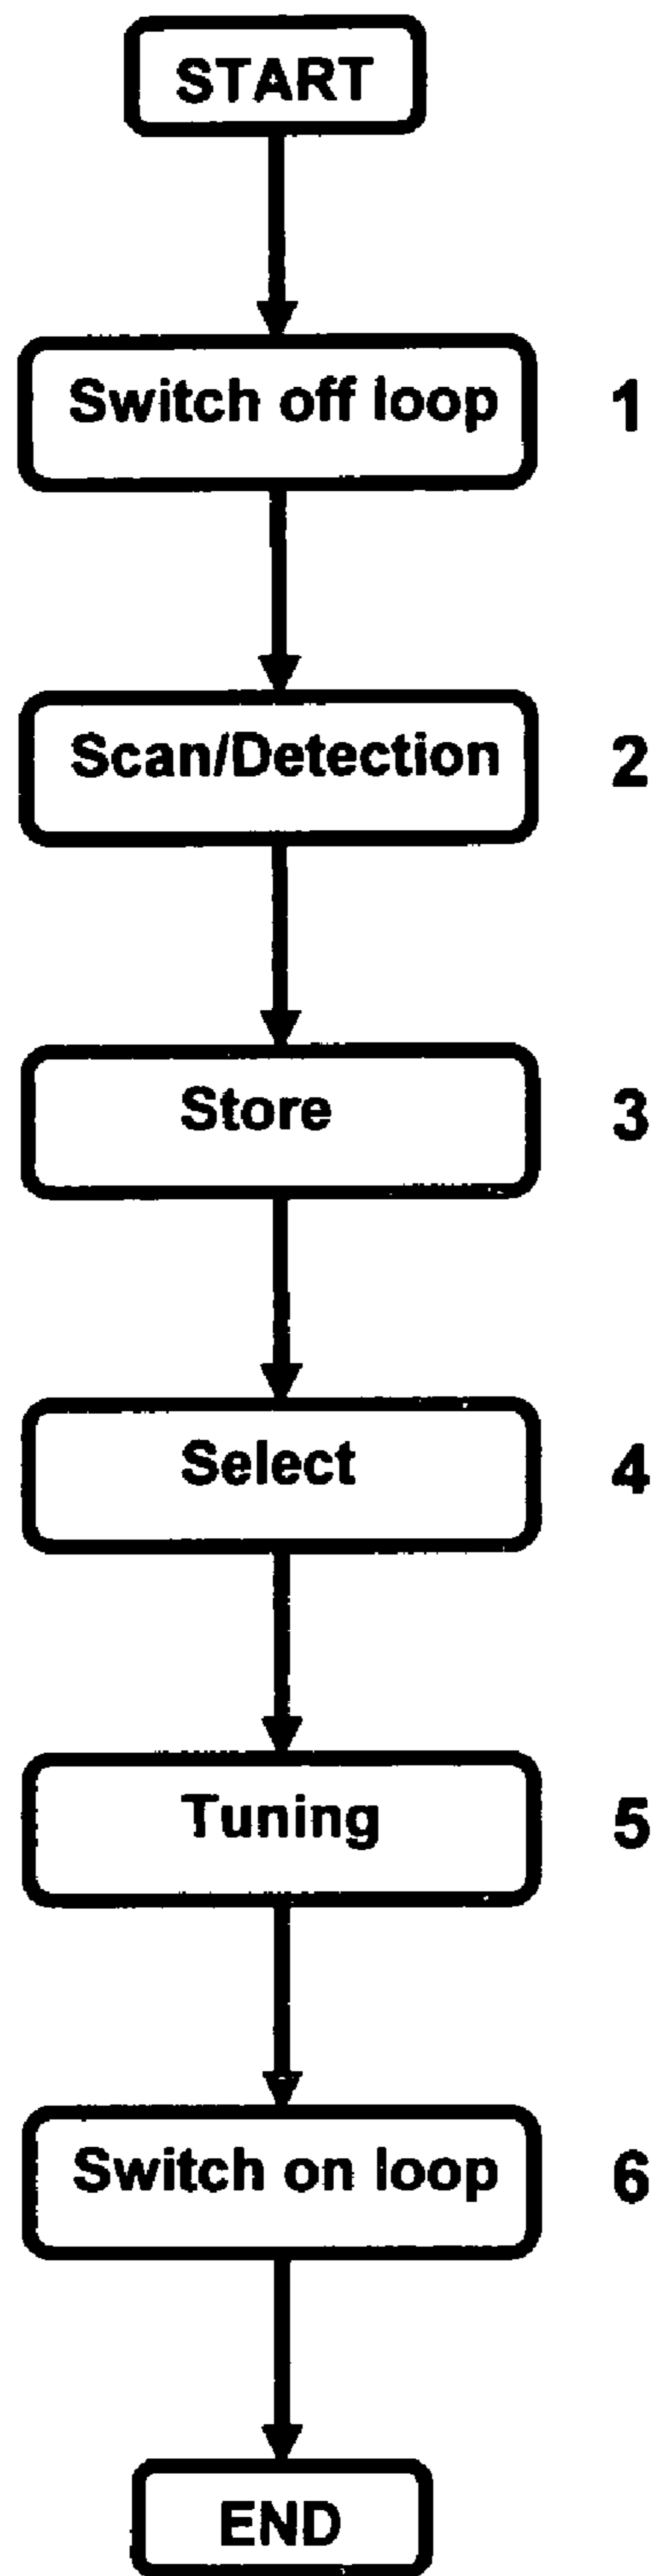 START
Switch off loop 1
Scan/Detection 2
Store 3
Select 4
Tuning 5
Switch on loop 6
END